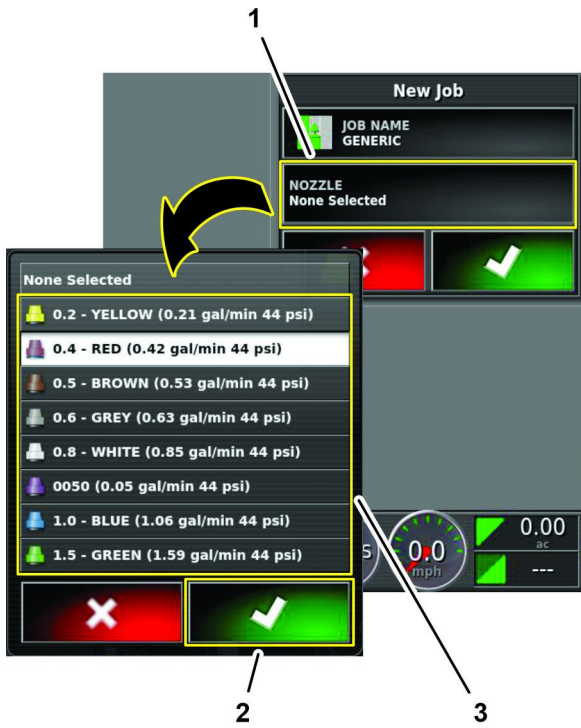 1
New Job
JOB NAME
GENERIC
NOZZLE
None Selected
None Selected
0.2 - YELLOW (0.21 gal/min 44 psi)
0.4 - RED (0.42 gal/min 44 psi)
0.5 - BROWN (0.53 gal/min 44 psi)
0.6 - GREY (0.63 gal/min 44 psi)
0.8 - WHITE (0.85 gal/min 44 psi)
0050 (0.05 gal/min 44 psi)
1.0 - BLUE (1.06 gal/min 44 psi)
1.5 - GREEN (1.59 gal/min 44 psi)
0.0
mph
0.00
ac
---
2
3